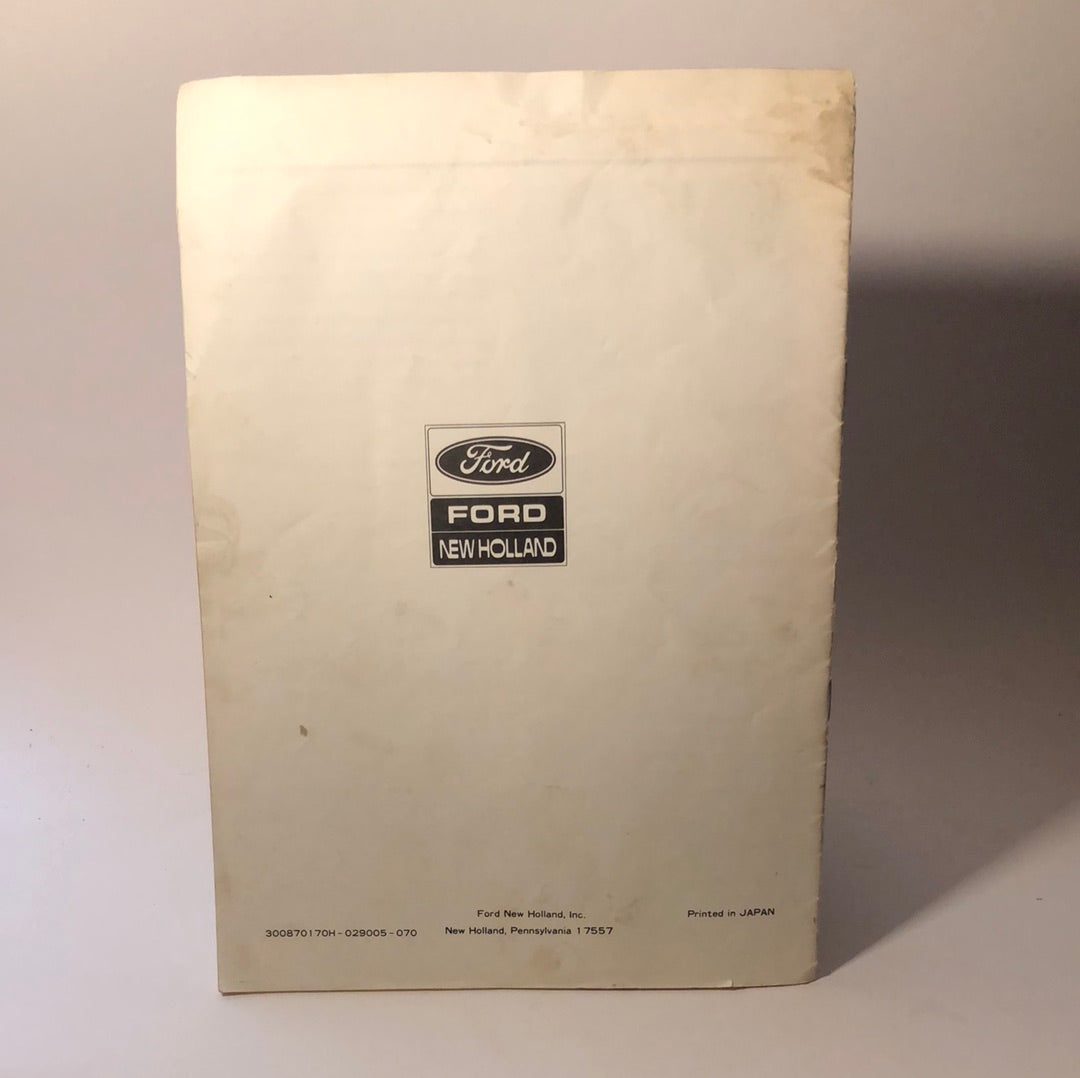 Ford
FORD
NEW HOLLAND
Ford New Holland, Inc.
Printed in JAPAN
300870170H-029005-070
New Holland, Pennsylvania 17557